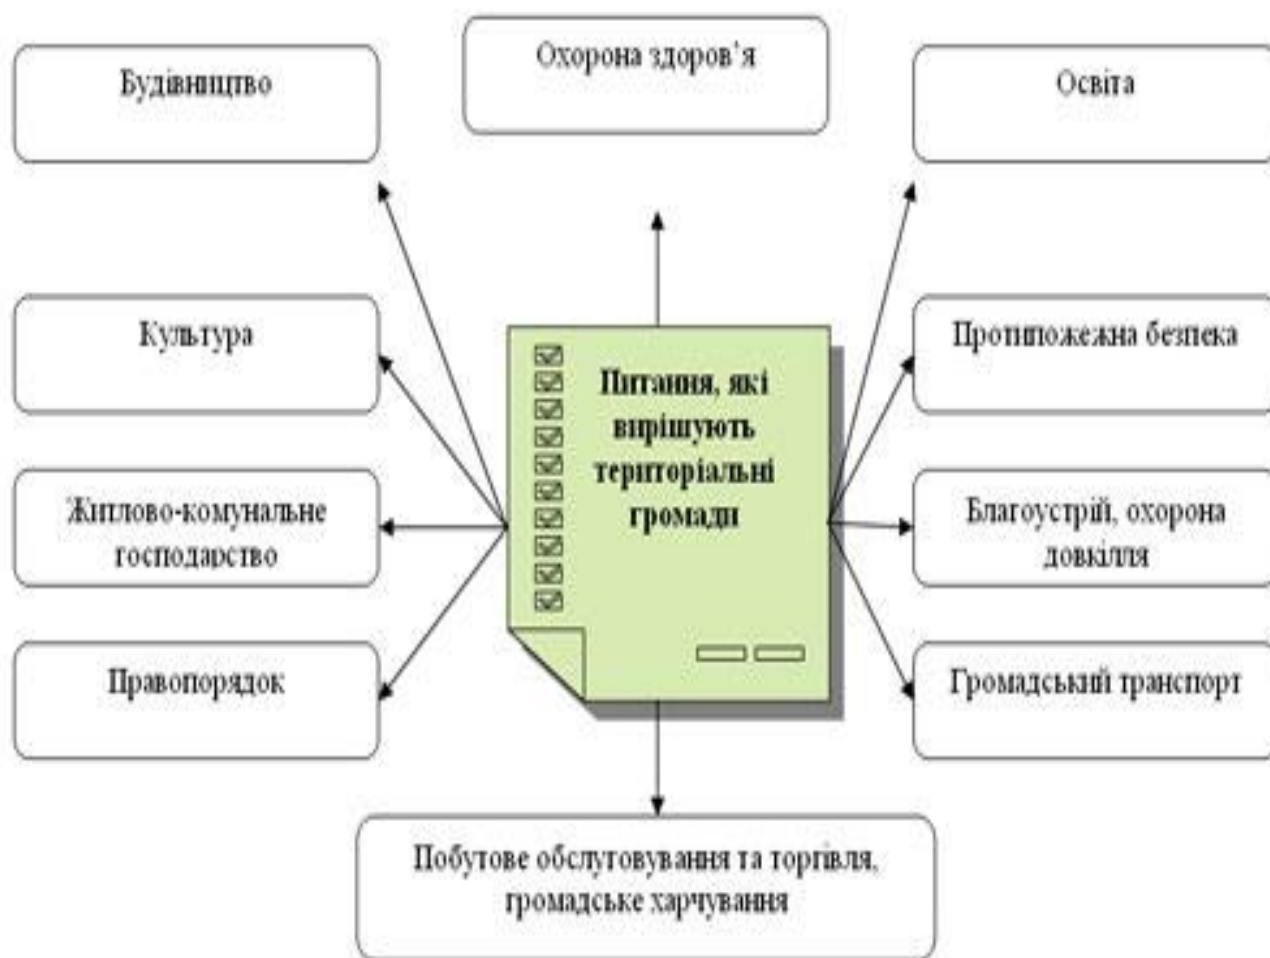 Охорона здоров’я
Будівництво
Освіта
Культура
Питання, які
вирішують
територіальні
громади
Протипожежна безпека
Житлово-комунальне
господарство
Благоустрій, охорона
довкілля
Правопорядок
Громадський транспорт
Побутове обслуговування та торгівля,
громадське харчування